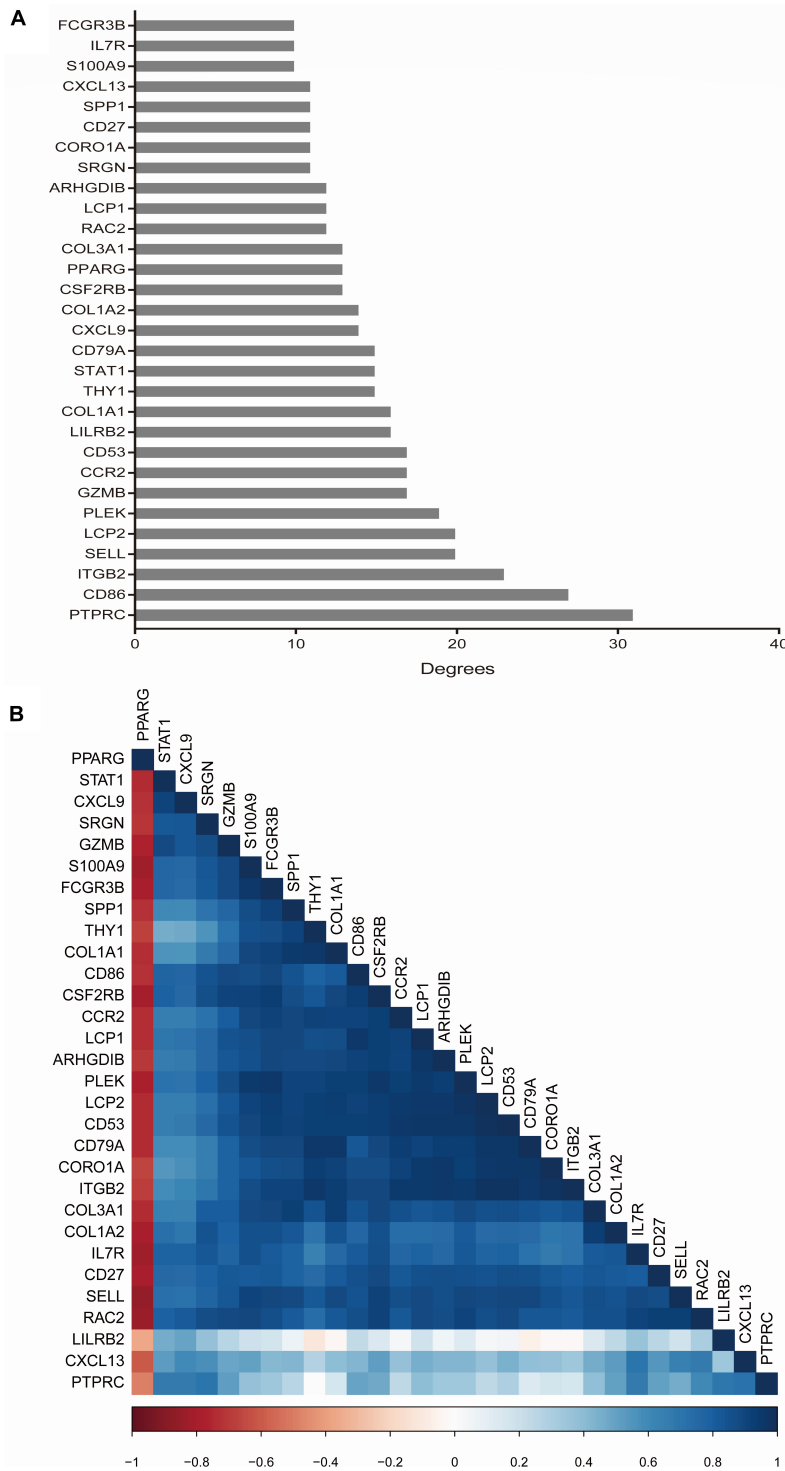 A
FCGR3B
IL7R
S100A9
CXCL13
SPP1
CD27
CORO1A
SRGN
ARHGDIB
LCP1
RAC2
COL3A1
PPARG
CSF2RB
COL1A2
CXCL9
CD79A
STAT1
THY1
COL1A1
LILRB2
CD53
CCR2
GZMB
PLEK
LCP2
SELL
ITGB2
CD86
PTPRC
0 10 20 30 40
Degrees
B
PPARG
STAT1
CXCL9
SRGN
GZMB
S100A9
FCGR3B
SPP1
THY1
COL1A1
CD86
CSF2RB
CCR2
LCP1
ARHGDIB
PLEK
LCP2
CD53
CD79A
CORO1A
ITGB2
COL3A1
COL1A2
IL7R
CD27
SELL
RAC2
LILRB2
CXCL13
PTPRC
PPARG
STAT1
CXCL9
SRGN
GZMB
S100A9
FCGR3B
SPP1
THY1
COL1A1
CD86
CSF2RB
CCR2
LCP1
ARHGDIB
PLEK
LCP2
CD53
CD79A
CORO1A
ITGB2
COL3A1
COL1A2
IL7R
CD27
SELL
RAC2
LILRB2
CXCL13
PTPRC
−1 −0.8 −0.6 −0.4 −0.2 0 0.2 0.4 0.6 0.8 1